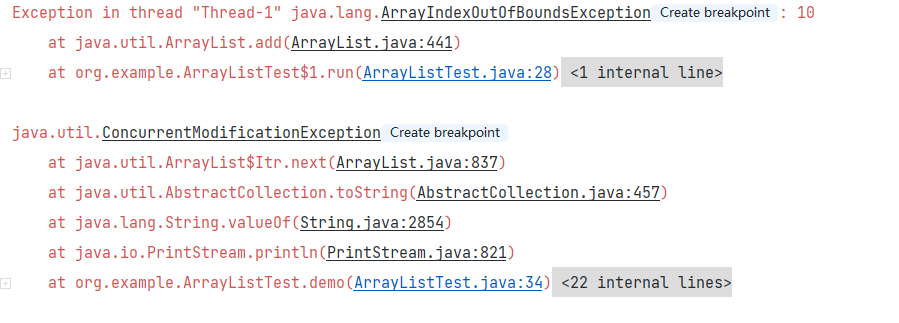 Exception in thread "Thread-1" java.lang.ArrayIndexOutOfBoundsException Create breakpoint : 10
at java.util.ArrayList.add(ArrayList.java:441)
at org.example.ArrayListTest$1.run(ArrayListTest.java:28) <1 internal line>
java.util.ConcurrentModificationException Create breakpoint
at java.util.ArrayList$Itr.next(ArrayList.java:837)
at java.util.AbstractCollection.toString(AbstractCollection.java:457)
at java.lang.String.valueOf(String.java:2854)
at java.io.PrintStream.println(PrintStream.java:821)
at org.example.ArrayListTest.demo(ArrayListTest.java:34) <22 internal lines>